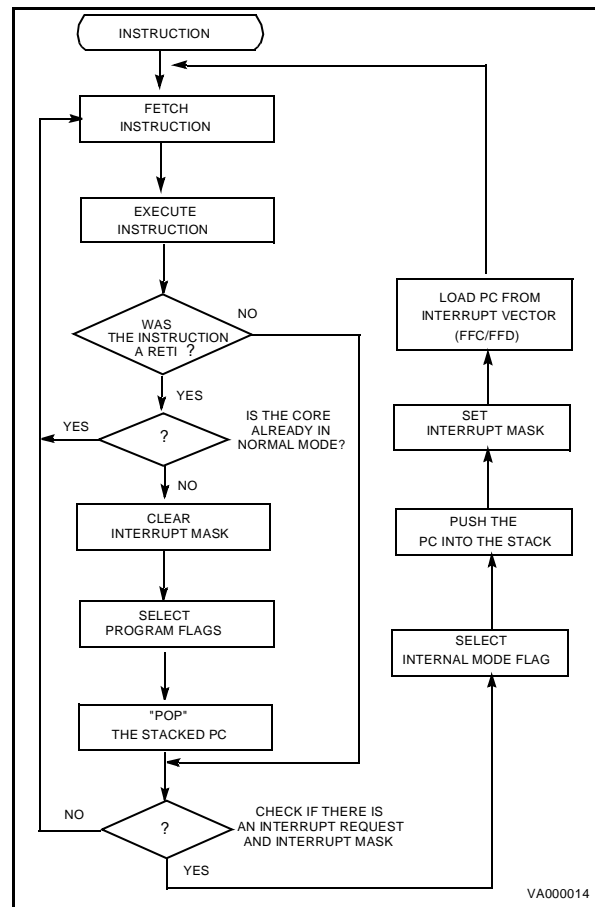 INSTRUCTION
FETCH
INSTRUCTION
EXECUTE
INSTRUCTION
WAS
THE INSTRUCTION
A RETI ?
NO
YES
?
IS THE CORE
ALREADY IN
NORMAL MODE?
YES
NO
CLEAR
INTERRUPT MASK
SELECT
PROGRAM FLAGS
"POP"
THE STACKED PC
?
CHECK IF THERE IS
AN INTERRUPT REQUEST
AND INTERRUPT MASK
NO
YES
LOAD PC FROM
INTERRUPT VECTOR
(FFC/FFD)
SET
INTERRUPT MASK
PUSH THE
PC INTO THE STACK
SELECT
INTERNAL MODE FLAG
VA000014